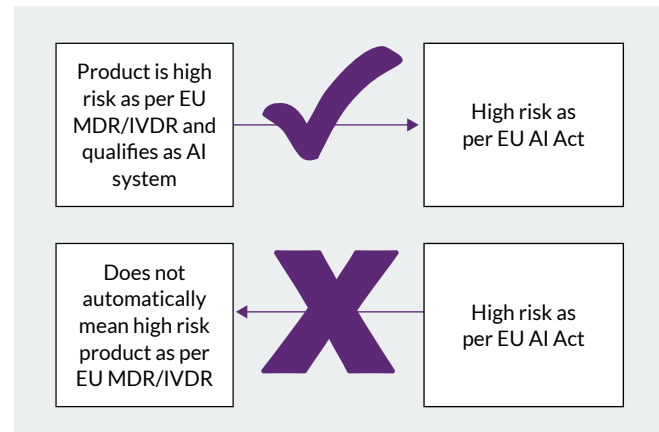 Product is high
risk as per EU
MDR/IVDR and
qualifies as AI
system
High risk as
per EU AI Act
Does not
automatically
mean high risk
product as per
EU MDR/IVDR
High risk as
per EU AI Act